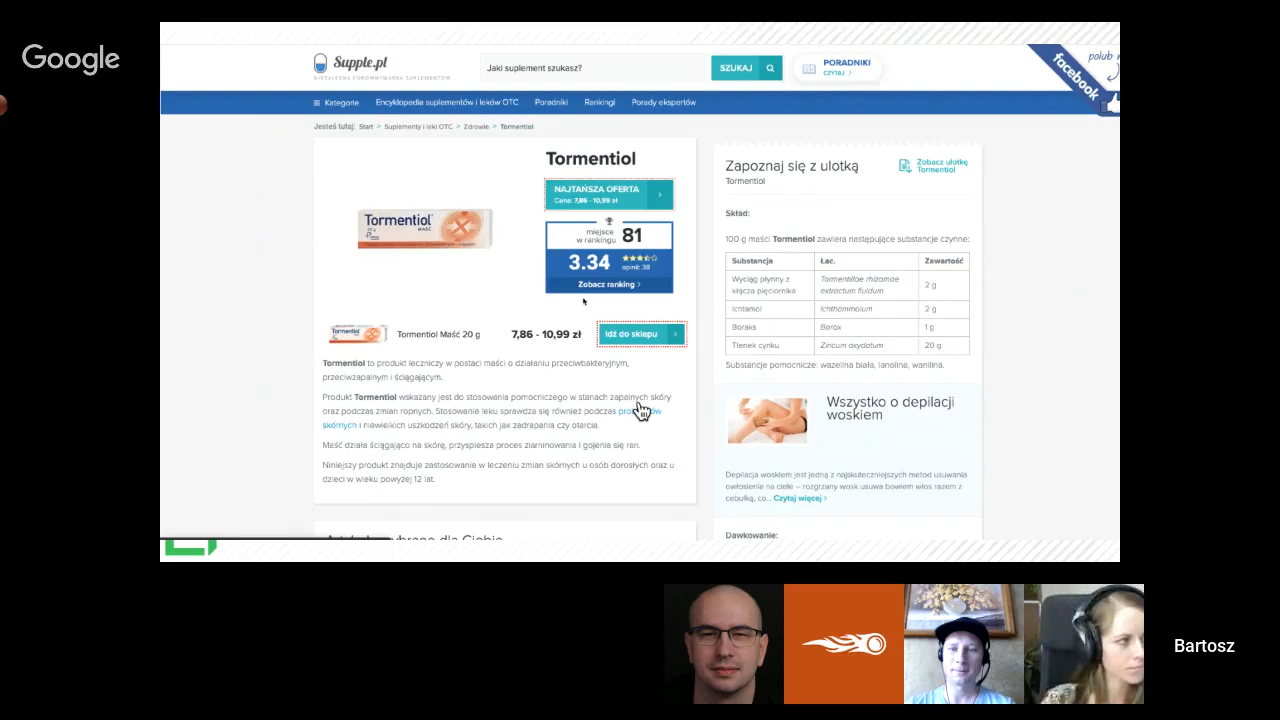 Google
Supple.pl
NIEZALEŻNA PORÓWNYWARKA SUPLEMENTÓW
Jaki suplement szukasz?
SZUKAJ
PORADNIKI
CZYTAJ >
polub
facebook
Kategorie
Encyklopedia suplementów i leków OTC
Poradniki
Rankingi
Porady ekspertów
Jesteś tutaj: Start > Suplementy i leki OTC > Zdrowie > Tormentiol
Tormentiol
NAJTAŃSZA OFERTA
Cena: 7,86 - 10,99 zł
miejsce
w rankingu 81
3.34
opinii: 38
Zobacz ranking >
Tormentiol
MAŚĆ
20 g
Tormentiol Maść 20 g
7,86 - 10,99 zł
Idź do sklepu >
Tormentiol to produkt leczniczy w postaci maści o działaniu przeciwbakteryjnym,
przeciwzapalnym i ściągającym.
Produkt Tormentiol wskazany jest do stosowenia pomocniczego w stanach zapalnych skóry
oraz podczas zmian ropnych. Stosowanie leku sprawdza się również podczas
skórnych i niewielkich uszkodzeń skóry, takich jak zadrapania czy otarcia.
Maść działa ściągająco na skórę, przyspiesza proces ziarninowania i gojenia się ran.
Niniejszy produkt znajduje zastosowanie w leczeniu zmian skórnych u osób dorosłych oraz u
dzieci w wieku powyżej 12 lat.
Zapoznaj się z ulotką
Tormentiol
Zobacz ulotkę
Tormentiol
Skład:
100 g maści Tormentiol zawiera następujące substancje czynne:
Substancja Łac. Zawartość
Wyciąg płynny z
kłącza pięciornika
Tormentillae rhizomae
extractum fluidum
2 g
Ichtamol Ichthammolum 2 g
Boraks Borax 1 g
Tlenek cynku Zincum oxydatum 20 g
Substancje pomocnicze: wazelina biała, lanolina, wanilina.
Wszystko o depilacji
woskiem
Depilacja woskiem jest jedną z najskuteczniejszych metod usuwania
owłosienia na ciele – rozgrzany wosk usuwa bowiem włos razem z
cebulką, co... Czytaj więcej >
Dawkowanie:
Bartosz